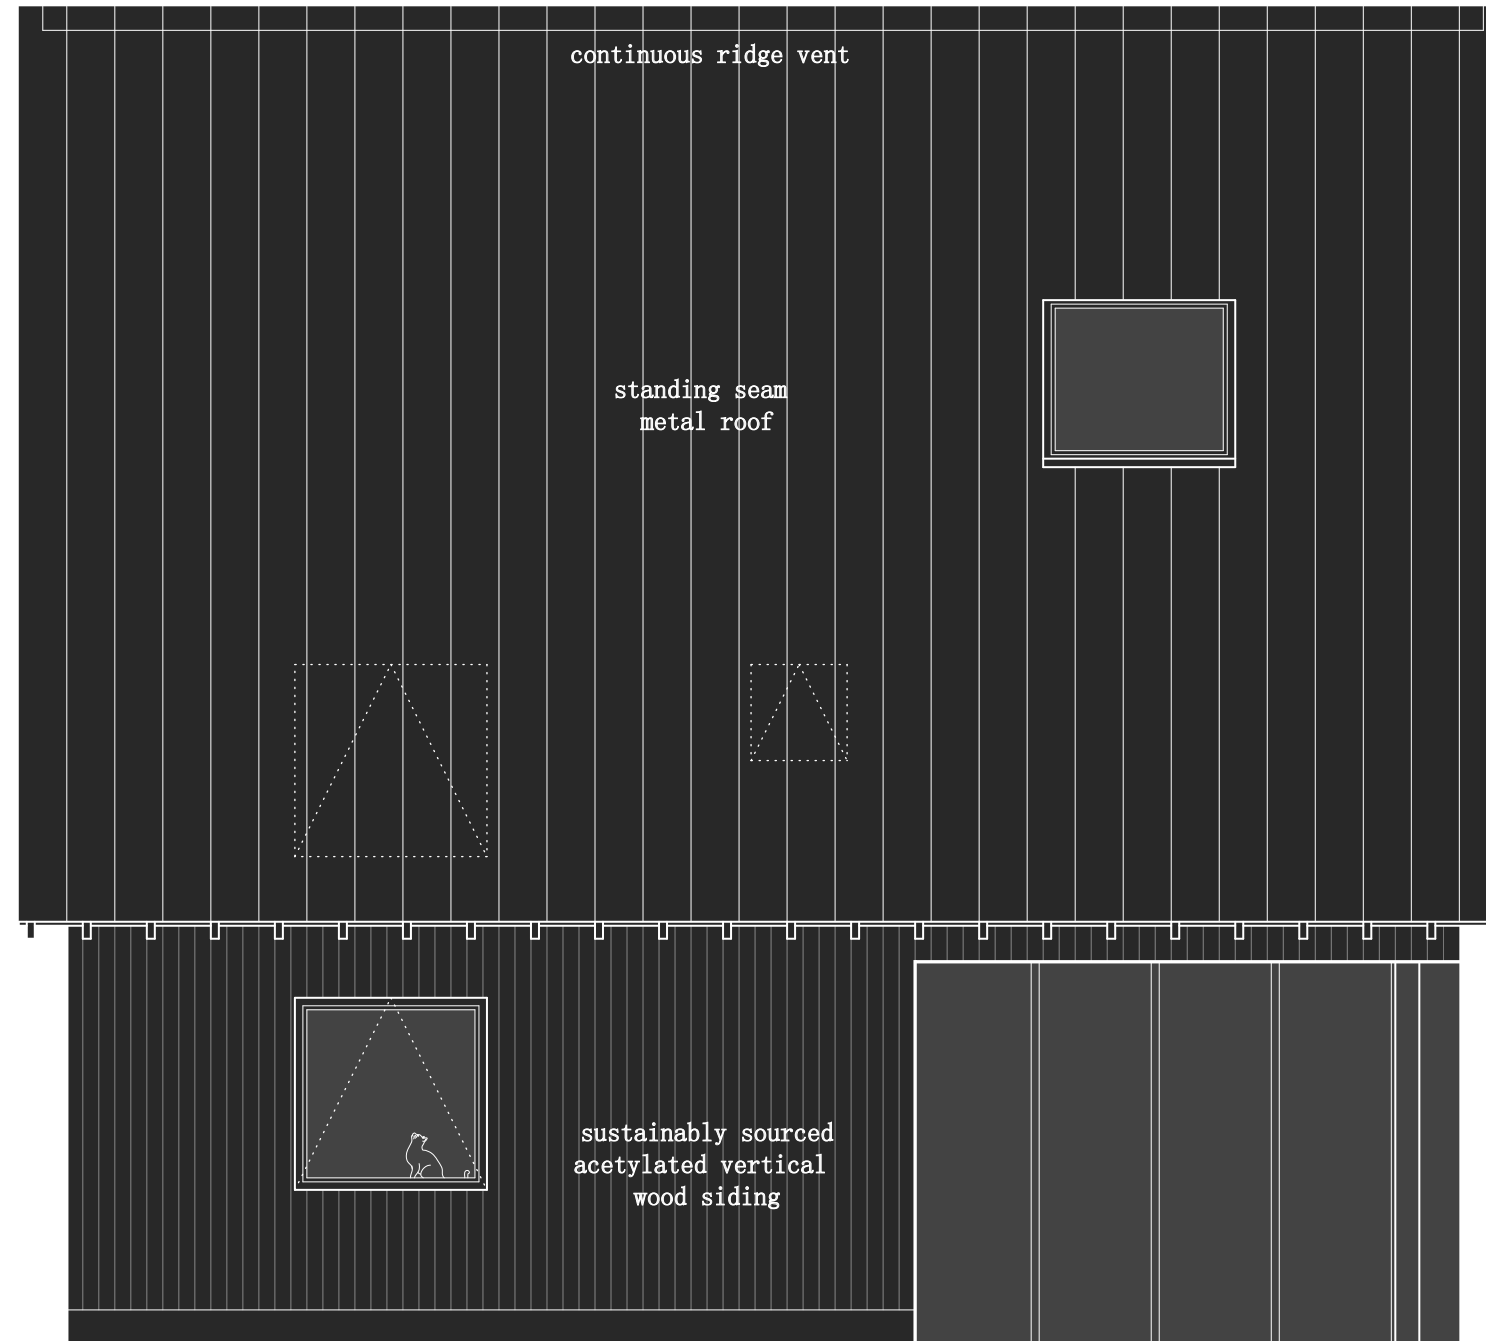 continuous ridge vent
standing seam
metal roof
sustainably sourced
acetylated vertical
wood siding